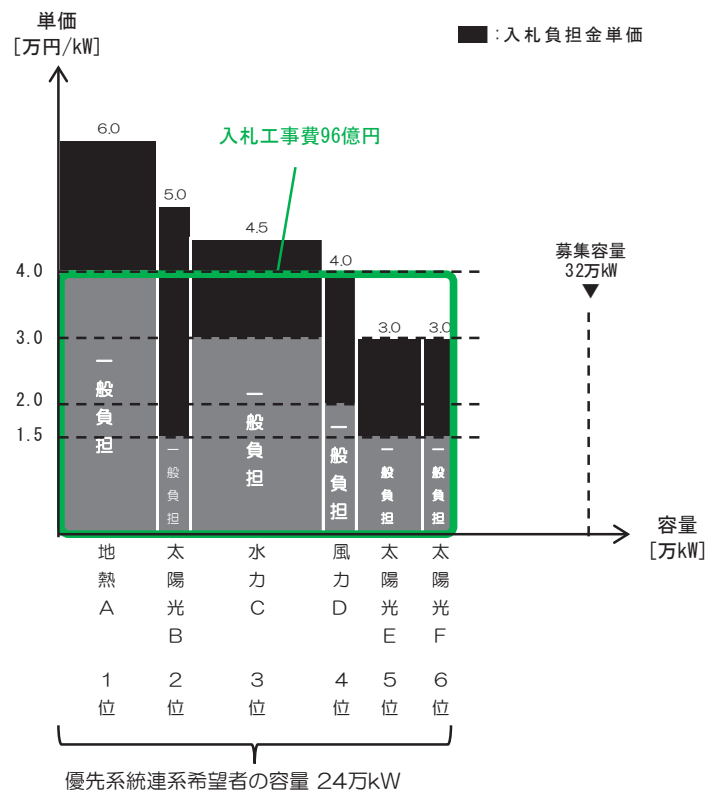 単価
[万円/kW]
:入札負担金単価
6.0
入札工事費96億円
5.0
4.5
4.0
募集容量
32万kW
4.0
3.0
3.0
3.0
2.0
1.5
一般負担
一般負担
一般負担
一般負担
一般負担
一般負担
容量
[万kW]
地熱A
太陽光B
水力C
風力D
太陽光E
太陽光F
1位
2位
3位
4位
5位
6位
優先系統連系希望者の容量 24万kW